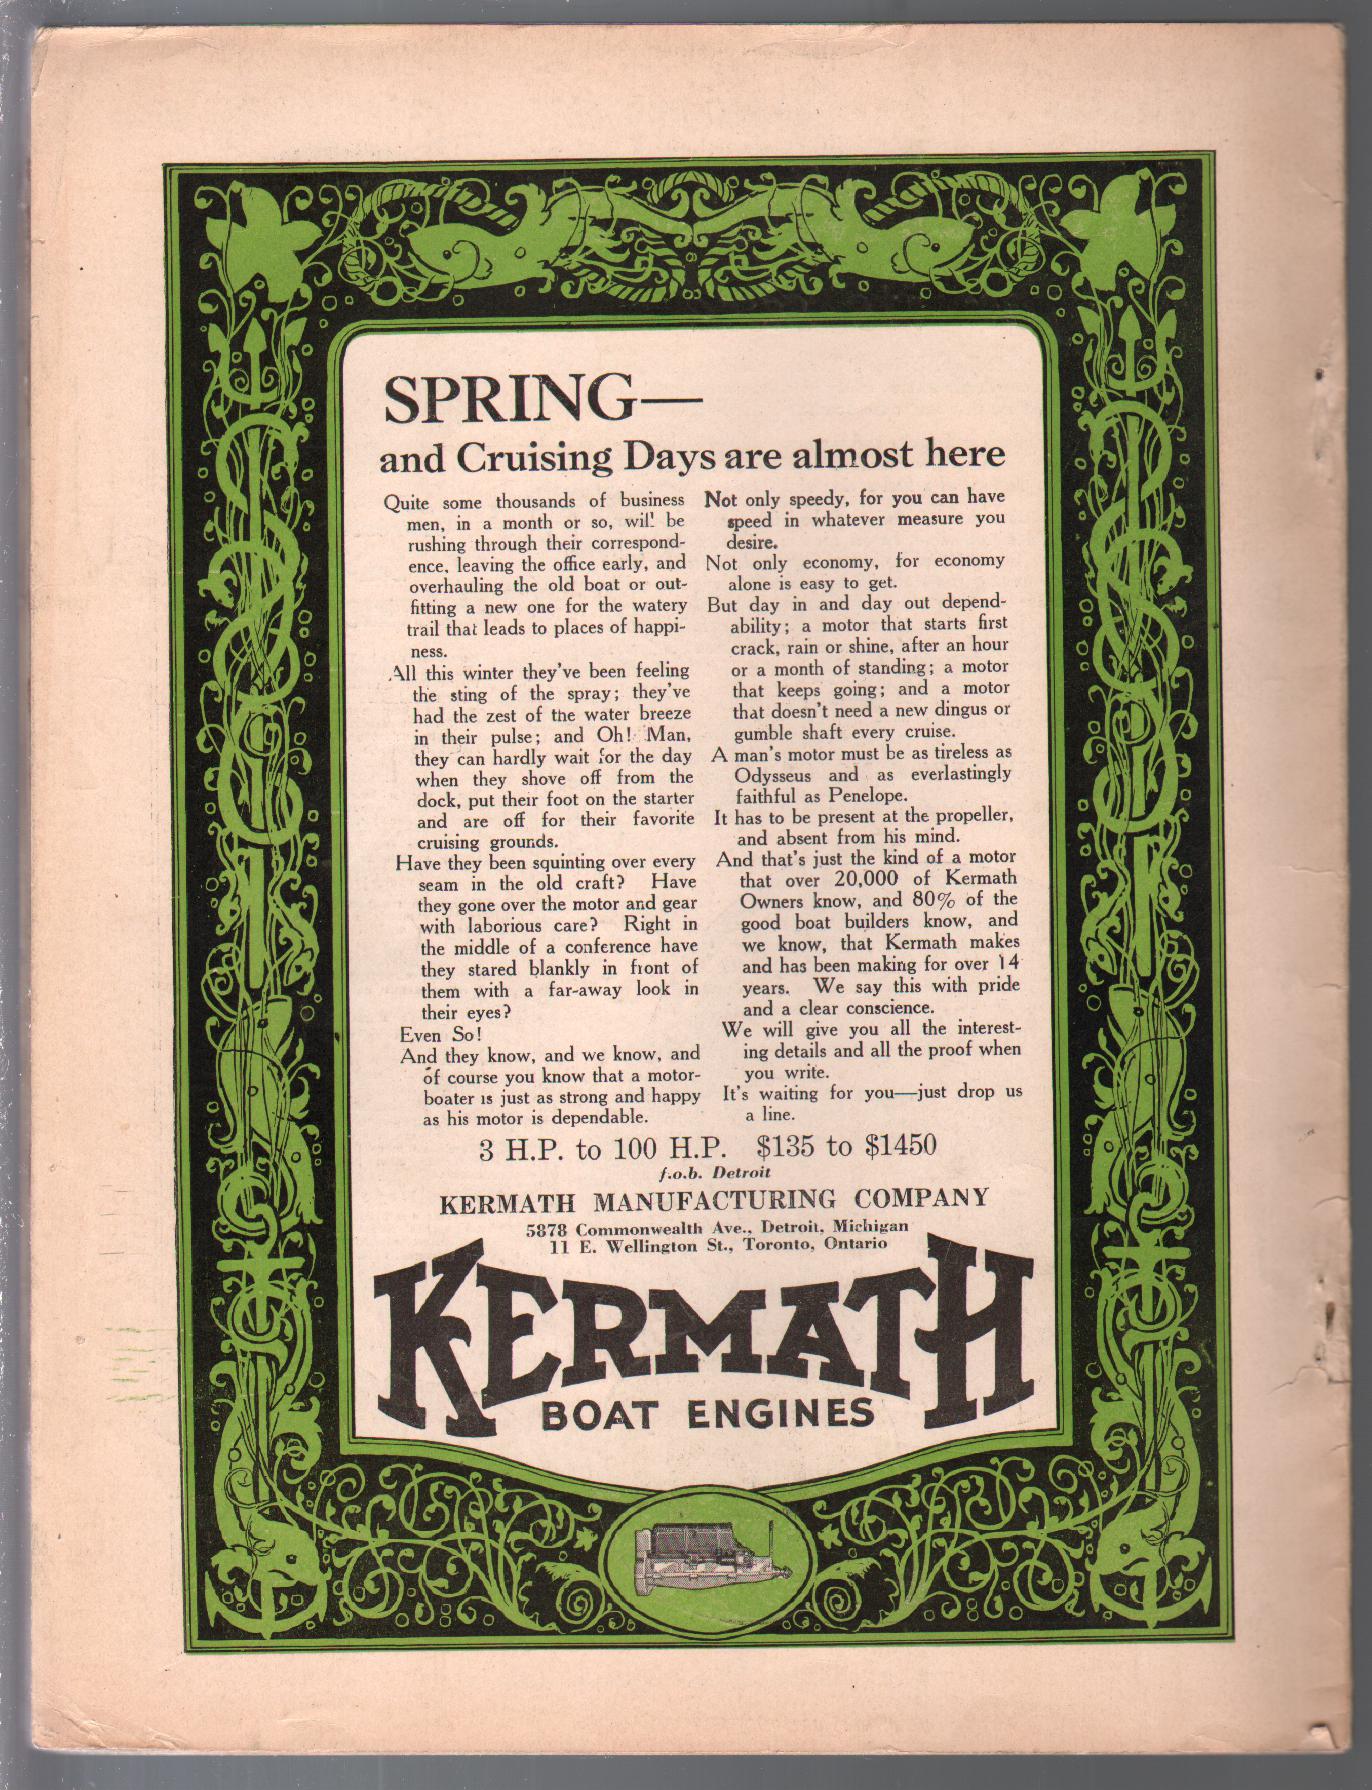 SPRING—
and Cruising Days are almost here
Quite some thousands of business
men, in a month or so, will be
rushing through their correspond-
ence, leaving the office early, and
overhauling the old boat or out-
fitting a new one for the watery
trail that leads to places of happi-
ness.
All this winter they've been feeling
the sting of the spray; they've
had the zest of the water breeze
in their pulse; and Oh! Man,
they can hardly wait for the day
when they shove off from the
dock, put their foot on the starter
and are off for their favorite
cruising grounds.
Have they been squinting over every
seam in the old craft? Have
they gone over the motor and gear
with laborious care? Right in
the middle of a conference have
they stared blankly in front of
them with a far-away look in
their eyes?
Even So!
And they know, and we know, and
of course you know that a motor-
boater is just as strong and happy
as his motor is dependable.
Not only speedy, for you can have
speed in whatever measure you
desire.
Not only economy, for economy
alone is easy to get.
But day in and day out depend-
ability; a motor that starts first
crack, rain or shine, after an hour
or a month of standing; a motor
that keeps going; and a motor
that doesn't need a new dingus or
gumble shaft every cruise.
A man's motor must be as tireless as
Odysseus and as everlastingly
faithful as Penelope.
It has to be present at the propeller,
and absent from his mind.
And that's just the kind of a motor
that over 20,000 of Kermath
Owners know, and 80% of the
good boat builders know, and
we know, that Kermath makes
and has been making for over 14
years. We say this with pride
and a clear conscience.
We will give you all the interest-
ing details and all the proof when
you write.
It's waiting for you—just drop us
a line.
3 H.P. to 100 H.P. $135 to $1450
f.o.b. Detroit
KERMATH MANUFACTURING COMPANY
5878 Commonwealth Ave., Detroit, Michigan
11 E. Wellington St., Toronto, Ontario
KERMATH
BOAT ENGINES